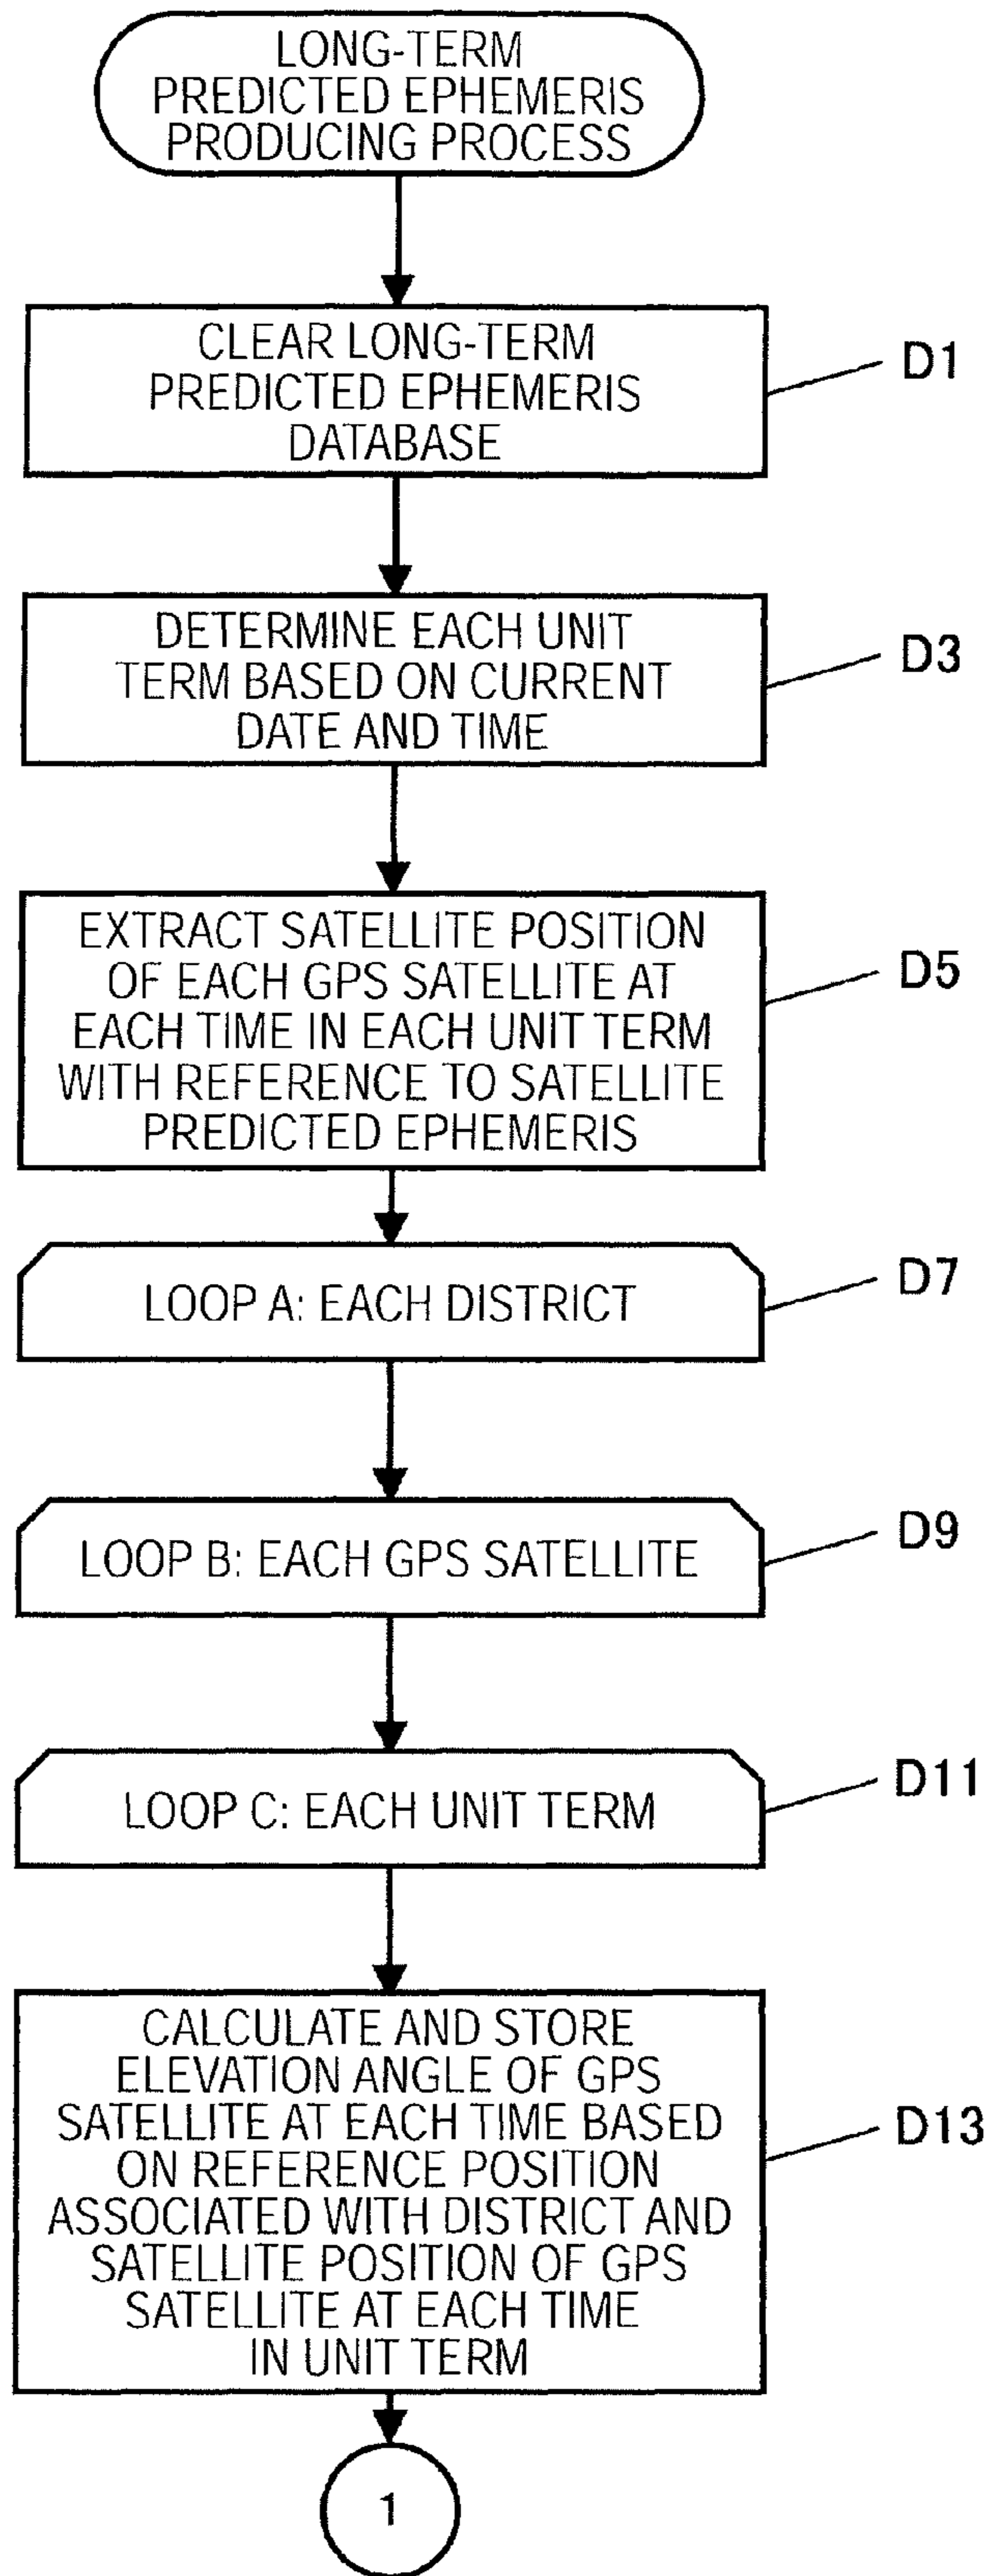 LONG-TERM
PREDICTED EPHEMERIS
PRODUCING PROCESS
CLEAR LONG-TERM
PREDICTED EPHEMERIS
DATABASE
D1
DETERMINE EACH UNIT
TERM BASED ON CURRENT
DATE AND TIME
D3
EXTRACT SATELLITE POSITION
OF EACH GPS SATELLITE AT
EACH TIME IN EACH UNIT TERM
WITH REFERENCE TO SATELLITE
PREDICTED EPHEMERIS
D5
LOOP A: EACH DISTRICT
D7
LOOP B: EACH GPS SATELLITE
D9
LOOP C: EACH UNIT TERM
D11
CALCULATE AND STORE
ELEVATION ANGLE OF GPS
SATELLITE AT EACH TIME BASED
ON REFERENCE POSITION
ASSOCIATED WITH DISTRICT AND
SATELLITE POSITION OF GPS
SATELLITE AT EACH TIME
IN UNIT TERM
D13
1